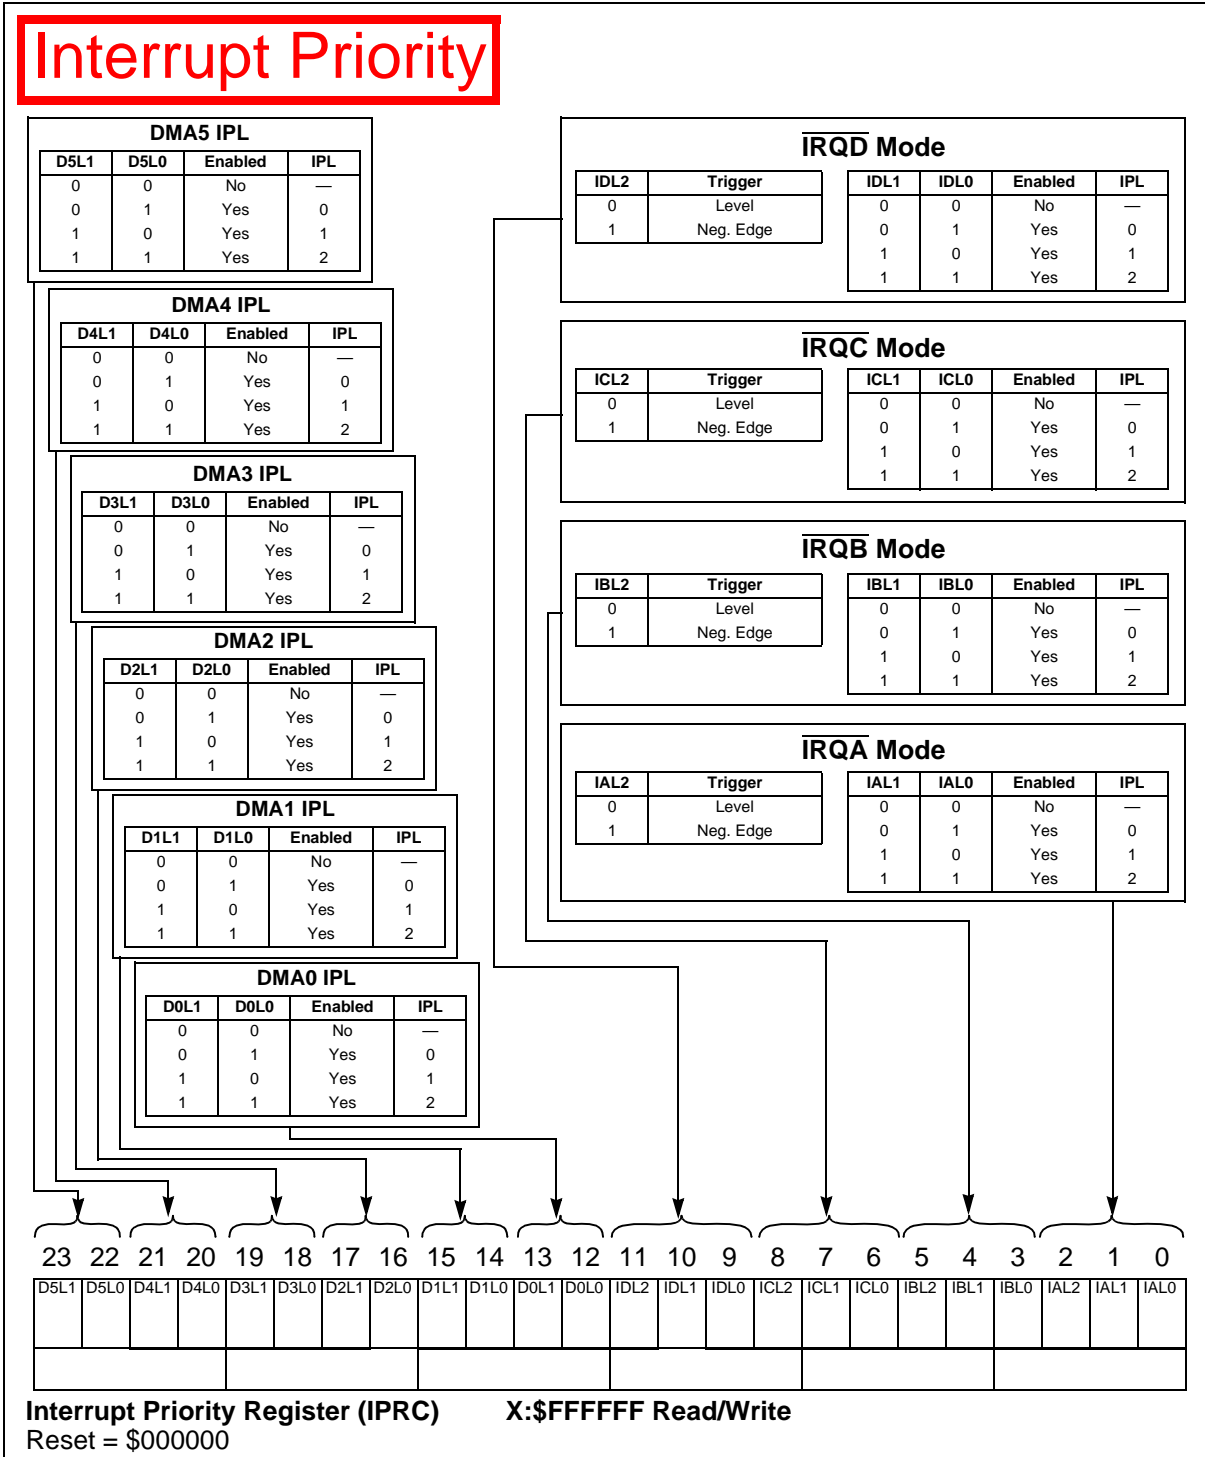 Interrupt Priority
DMA5 IPL
D5L1 D5L0 Enabled IPL
0 0 No —
0 1 Yes 0
1 0 Yes 1
1 1 Yes 2
DMA4 IPL
D4L1 D4L0 Enabled IPL
0 0 No —
0 1 Yes 0
1 0 Yes 1
1 1 Yes 2
DMA3 IPL
D3L1 D3L0 Enabled IPL
0 0 No —
0 1 Yes 0
1 0 Yes 1
1 1 Yes 2
DMA2 IPL
D2L1 D2L0 Enabled IPL
0 0 No —
0 1 Yes 0
1 0 Yes 1
1 1 Yes 2
DMA1 IPL
D1L1 D1L0 Enabled IPL
0 0 No —
0 1 Yes 0
1 0 Yes 1
1 1 Yes 2
DMA0 IPL
D0L1 D0L0 Enabled IPL
0 0 No —
0 1 Yes 0
1 0 Yes 1
1 1 Yes 2
IRQD Mode
IDL2 Trigger
0 Level
1 Neg. Edge
IDL1 IDL0 Enabled IPL
0 0 No —
0 1 Yes 0
1 0 Yes 1
1 1 Yes 2
IRQC Mode
ICL2 Trigger
0 Level
1 Neg. Edge
ICL1 ICL0 Enabled IPL
0 0 No —
0 1 Yes 0
1 0 Yes 1
1 1 Yes 2
IRQB Mode
IBL2 Trigger
0 Level
1 Neg. Edge
IBL1 IBL0 Enabled IPL
0 0 No —
0 1 Yes 0
1 0 Yes 1
1 1 Yes 2
IRQA Mode
IAL2 Trigger
0 Level
1 Neg. Edge
IAL1 IAL0 Enabled IPL
0 0 No —
0 1 Yes 0
1 0 Yes 1
1 1 Yes 2
23 22 21 20 19 18 17 16 15 14 13 12 11 10 9 8 7 6 5 4 3 2 1 0
D5L1 D5L0 D4L1 D4L0 D3L1 D3L0 D2L1 D2L0 D1L1 D1L0 D0L1 D0L0 IDL2 IDL1 IDL0 ICL2 ICL1 ICL0 IBL2 IBL1 IBL0 IAL2 IAL1 IAL0
Interrupt Priority Register (IPRC) X:$FFFFFF Read/Write
Reset = $000000